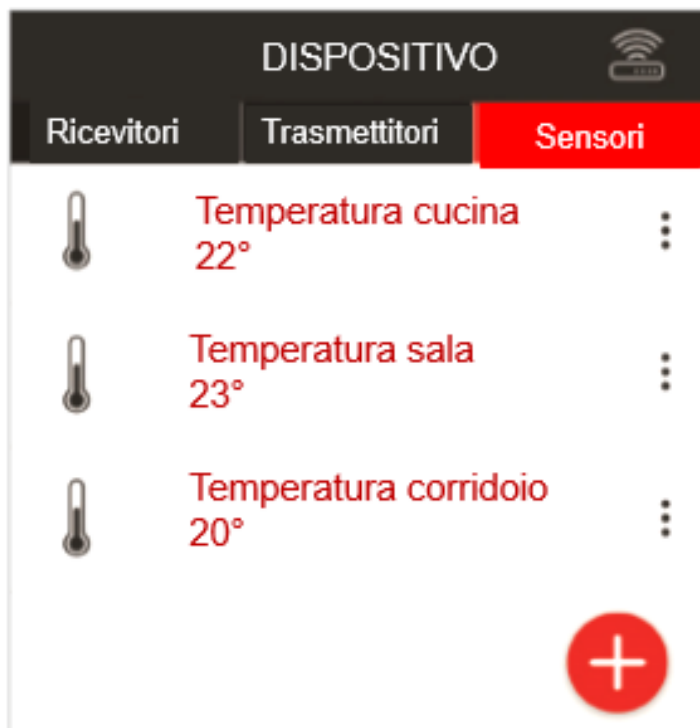 DISPOSITIVO
Ricevitori Trasmettitori Sensori
Temperatura cucina
22°
Temperatura sala
23°
Temperatura corridoio
20°